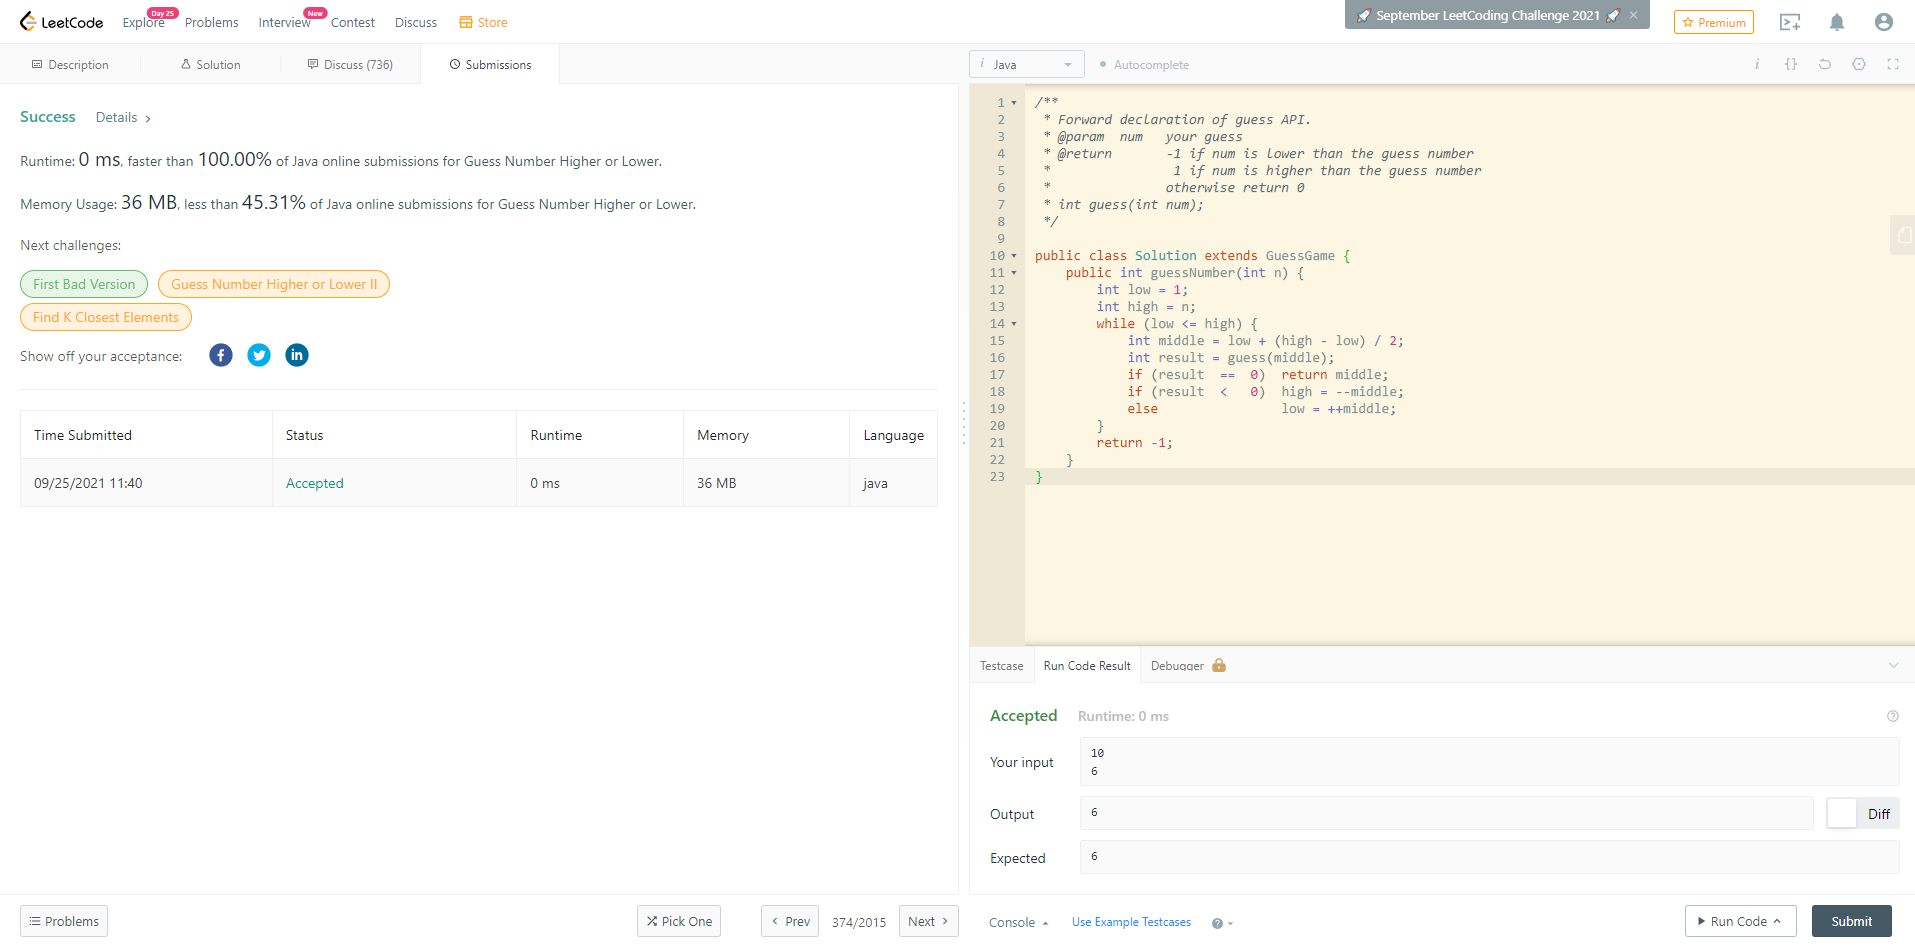 LeetCode
Explore
Day 25
Problems
Interview
New
Contest
Discuss
Store
September LeetCoding Challenge 2021
Premium
Description
Solution
Discuss (736)
Submissions
Success
Details
Runtime: 0 ms, faster than 100.00% of Java online submissions for Guess Number Higher or Lower.
Memory Usage: 36 MB, less than 45.31% of Java online submissions for Guess Number Higher or Lower.
Next challenges:
First Bad Version
Guess Number Higher or Lower II
Find K Closest Elements
Show off your acceptance:
Time Submitted Status Runtime Memory Language
09/25/2021 11:40 Accepted 0 ms 36 MB java
Problems
Pick One
Prev
374/2015
Next
i Java
Autocomplete
i {}
1 /**
2  * Forward declaration of guess API.
3  * @param  num   your guess
4  * @return       -1 if num is lower than the guess number
5  *                1 if num is higher than the guess number
6  *               otherwise return 0
7  * int guess(int num);
8  */
9
10 public class Solution extends GuessGame {
11     public int guessNumber(int n) {
12         int low = 1;
13         int high = n;
14         while (low <= high) {
15             int middle = low + (high - low) / 2;
16             int result = guess(middle);
17             if (result  ==  0)  return middle;
18             if (result  <   0)  high = --middle;
19             else                low = ++middle;
20         }
21         return -1;
22     }
23 }
Testcase
Run Code Result
Debugger
Accepted
Runtime: 0 ms
Your input
10
6
Output
6
Diff
Expected
6
Console
Use Example Testcases
Run Code
Submit